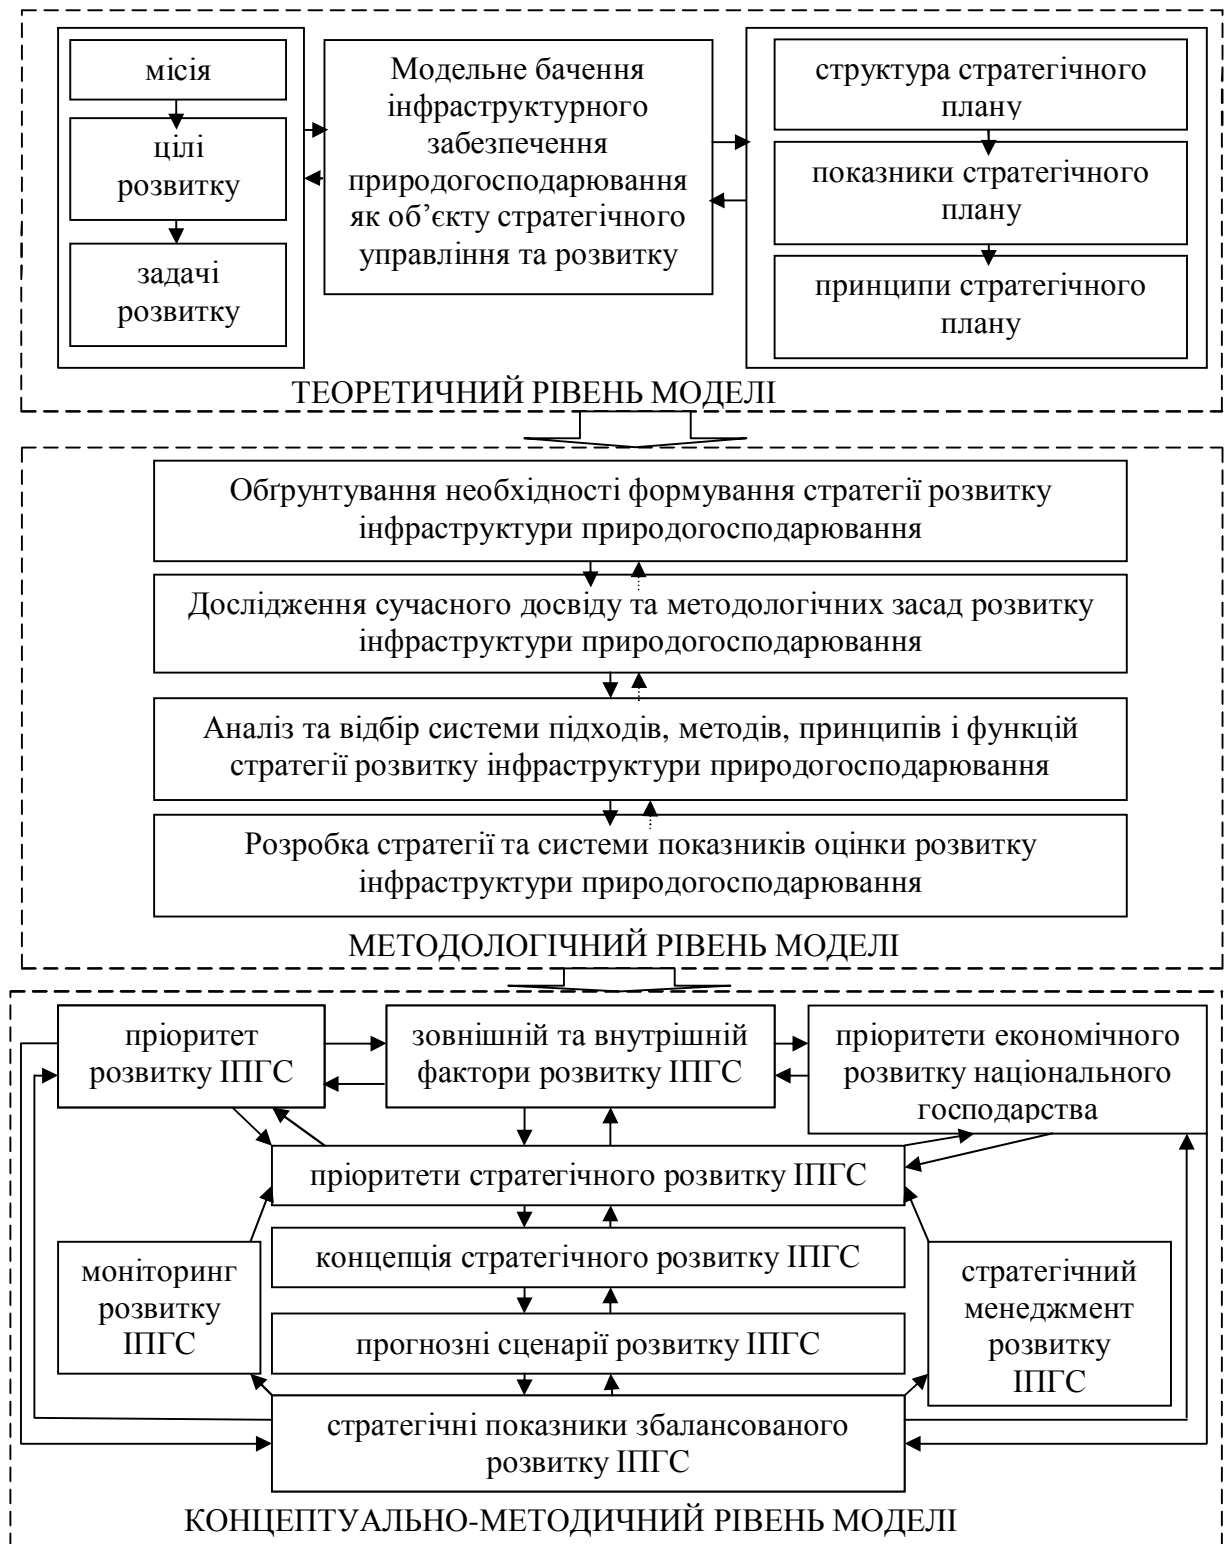 місія
цілі
розвитку
задачі
розвитку
Модельне бачення
інфраструктурного
забезпечення
природогосподарювання
як об’єкту стратегічного
управління та розвитку
структура стратегічного
плану
показники стратегічного
плану
принципи стратегічного
плану
ТЕОРЕТИЧНИЙ РІВЕНЬ МОДЕЛІ
Обґрунтування необхідності формування стратегії розвитку
інфраструктури природогосподарювання
Дослідження сучасного досвіду та методологічних засад розвитку
інфраструктури природогосподарювання
Аналіз та відбір системи підходів, методів, принципів і функцій
стратегії розвитку інфраструктури природогосподарювання
Розробка стратегії та системи показників оцінки розвитку
інфраструктури природогосподарювання
МЕТОДОЛОГІЧНИЙ РІВЕНЬ МОДЕЛІ
пріоритет
розвитку ІПГС
зовнішній та внутрішній
фактори розвитку ІПГС
пріоритети економічного
розвитку національного
господарства
пріоритети стратегічного розвитку ІПГС
концепція стратегічного розвитку ІПГС
моніторинг
розвитку
ІПГС
прогнозні сценарії розвитку ІПГС
стратегічний
менеджмент
розвитку
ІПГС
стратегічні показники збалансованого
розвитку ІПГС
КОНЦЕПТУАЛЬНО-МЕТОДИЧНИЙ РІВЕНЬ МОДЕЛІ